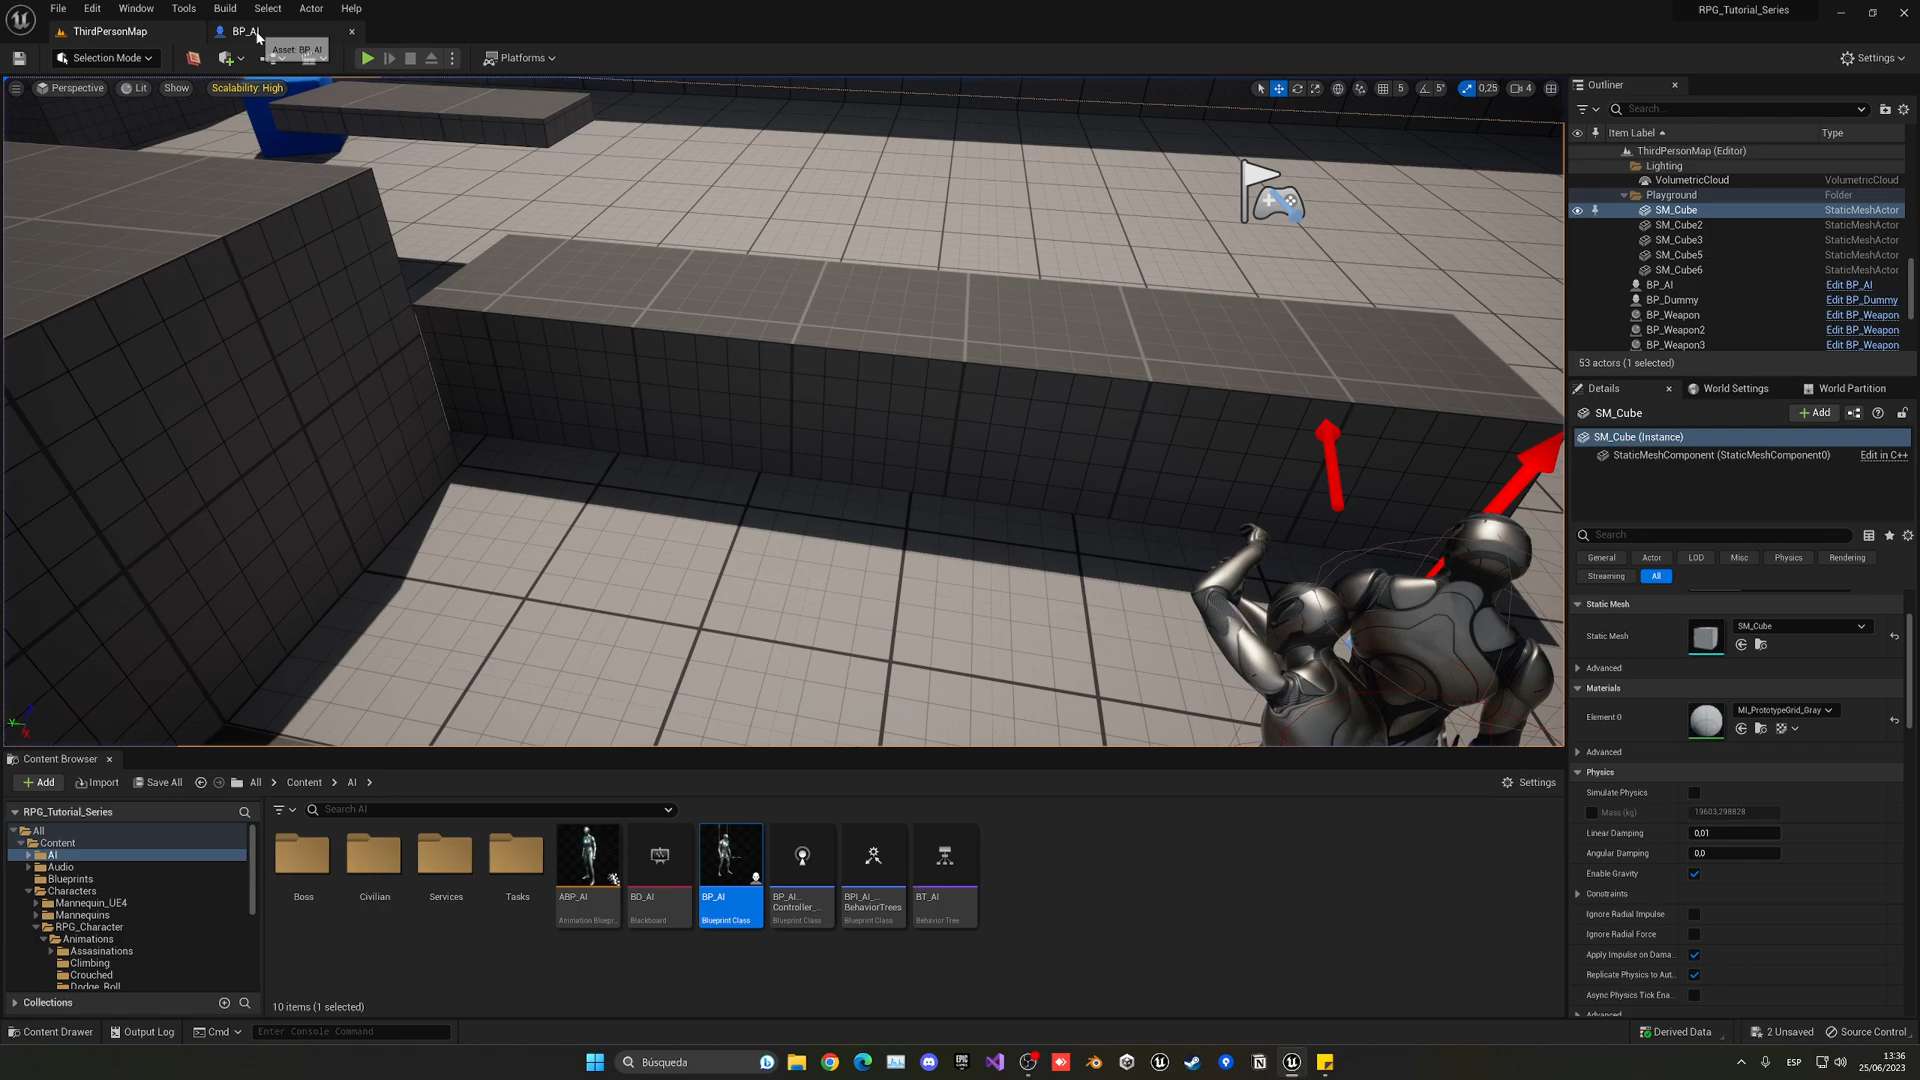 File Edit Window Tools Build Select Actor Help
RPG_Tutorial_Series
ThirdPersonMap
BP_AI
Asset: BP_AI
Selection Mode
Platforms
Settings
Perspective
Lit
Show
Scalability: High
5
5°
0,25
4
Outliner
Search...
Item Label
Type
ThirdPersonMap (Editor)
Lighting
VolumetricCloud VolumetricCloud
Playground Folder
SM_Cube StaticMeshActor
SM_Cube2 StaticMeshActor
SM_Cube3 StaticMeshActor
SM_Cube5 StaticMeshActor
SM_Cube6 StaticMeshActor
BP_AI Edit BP_AI
BP_Dummy Edit BP_Dummy
BP_Weapon Edit BP_Weapon
BP_Weapon2 Edit BP_Weapon
BP_Weapon3 Edit BP_Weapon
53 actors (1 selected)
Details World Settings World Partition
SM_Cube
Add
SM_Cube (Instance)
StaticMeshComponent (StaticMeshComponent0) Edit in C++
Search
General Actor LOD Misc Physics Rendering
Streaming All
Static Mesh
Static Mesh SM_Cube
Advanced
Materials
Element 0 MI_PrototypeGrid_Gray
Advanced
Physics
Simulate Physics
Mass (kg) 19603,298828
Linear Damping 0,01
Angular Damping 0,0
Enable Gravity
Constraints
Ignore Radial Impulse
Ignore Radial Force
Apply Impulse on Dama...
Replicate Physics to Aut...
Async Physics Tick Ena...
Advanced
Content Browser
Add Import Save All All Content AI Settings
RPG_Tutorial_Series
All
Content
AI
Audio
Blueprints
Characters
Mannequin_UE4
Mannequins
RPG_Character
Animations
Assasinations
Climbing
Crouched
Dodge_Roll
Collections
Search AI
Boss
Civilian
Services
Tasks
ABP_AI
Animation Bluepr...
BD_AI
Blackboard
BP_AI
Blueprint Class
BP_AI...
Controller_...
Blueprint Class
BPI_AI_...
BehaviorTrees
Blueprint Class
BT_AI
Behavior Tree
10 items (1 selected)
Content Drawer Output Log Cmd Enter Console Command
Derived Data 2 Unsaved Source Control
Búsqueda
ESP
13:36
25/06/2023